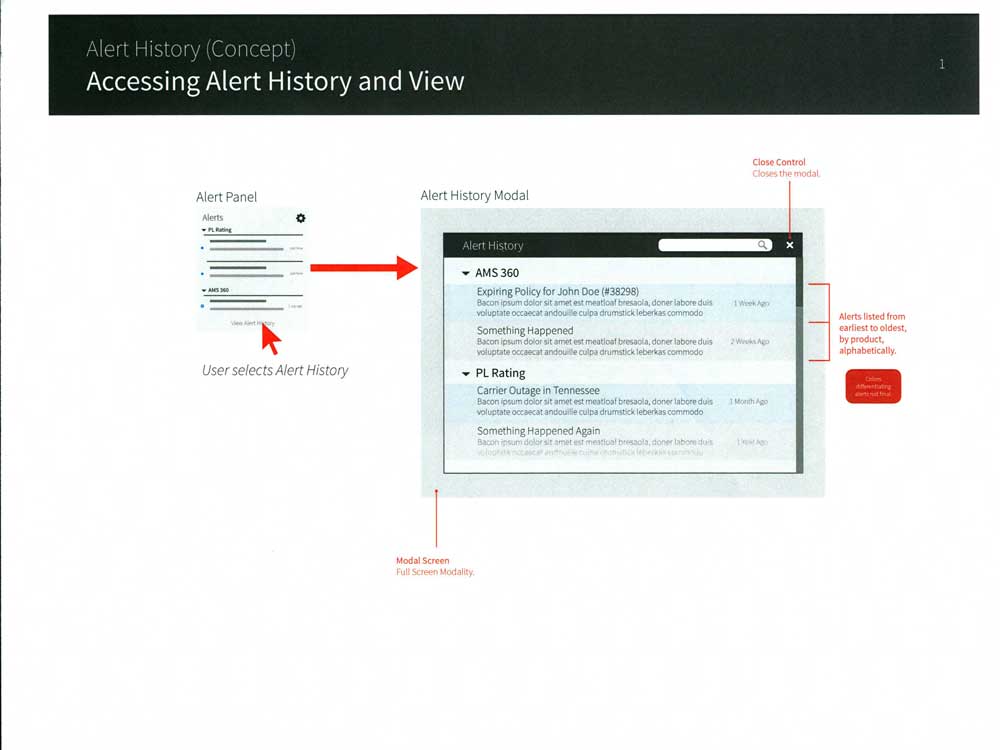 Alert History (Concept)
Accessing Alert History and View
1
Close Control
Closes the modal.
Alert Panel
Alert History Modal
Alerts
PL Rating
AMS 360
View Alert History
User selects Alert History
Alert History
AMS 360
Expiring Policy for John Doe (#38298)
Bacon ipsum dolor sit amet est meatloaf bresaola, doner labore duis
voluptate occaecat andouille culpa drumstick leberkas commodo
1 Week Ago
Something Happened
Bacon ipsum dolor sit amet est meatloaf bresaola, doner labore duis
voluptate occaecat andouille culpa drumstick leberkas commodo
2 Weeks Ago
PL Rating
Carrier Outage in Tennessee
Bacon ipsum dolor sit amet est meatloaf bresaola, doner labore duis
voluptate occaecat andouille culpa drumstick leberkas commodo
1 Month Ago
Something Happened Again
Bacon ipsum dolor sit amet est meatloaf bresaola, doner labore duis
voluptate occaecat andouille culpa drumstick leberkas commodo
1 Year Ago
Alerts listed from
earliest to oldest,
by product,
alphabetically.
Colors
differentiating
alerts not final.
Modal Screen
Full Screen Modality.